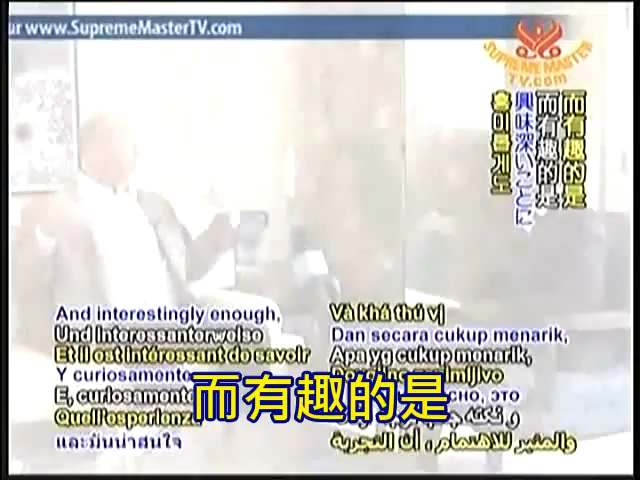 ur www.SupremeMasterTV.com
SUPREME MASTER
TV.com
而有趣的是
而有趣的是
興味深いことに、
흥미롭게도
And interestingly enough,
Und interessanterweise
Et il est intéressant de savoir
Y curiosamente
E, curiosamente
Quell'esperienza
และมันน่าสนใจ
Và khá thú vị
Dan secara cukup menarik,
Apa yg cukup menarik,
это
و نکته
والمثير للاهتمام ، أن التجربة
而有趣的是